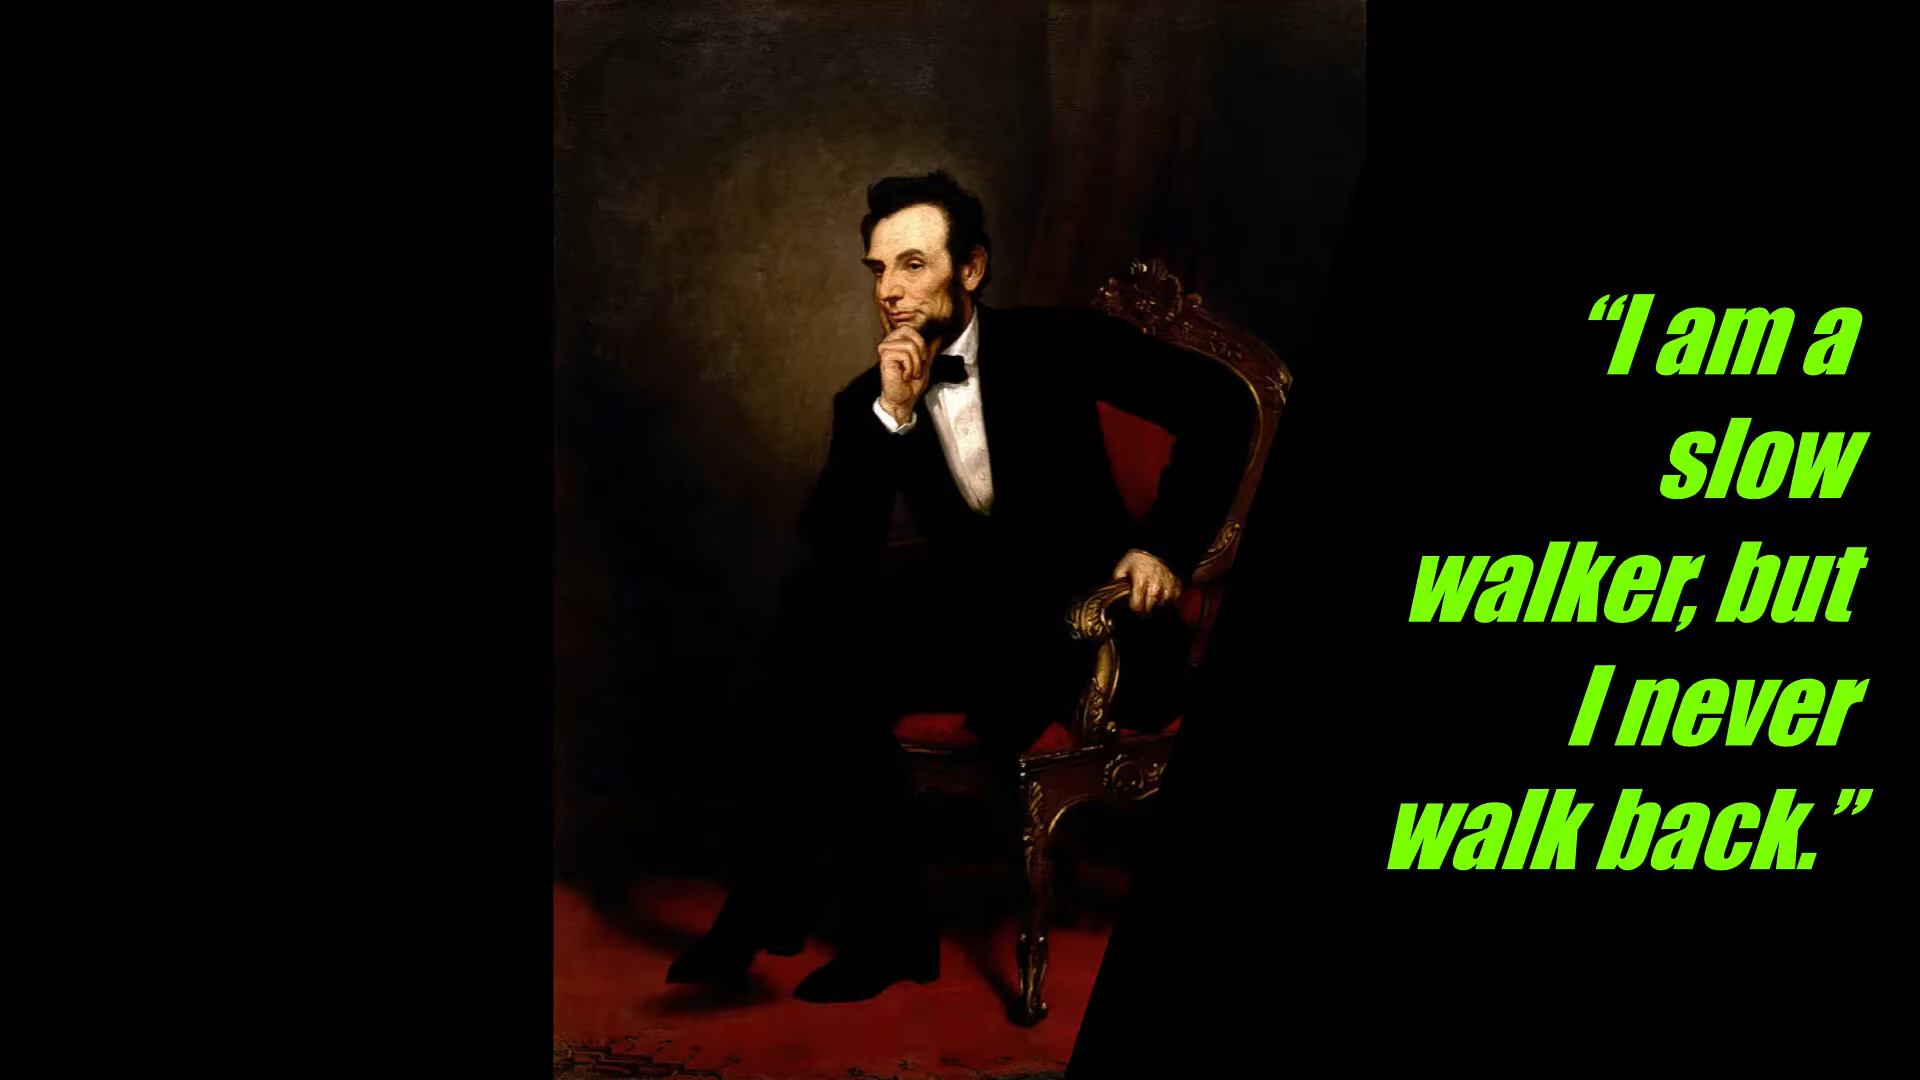 “I am a
slow
walker, but
I never
walk back.”